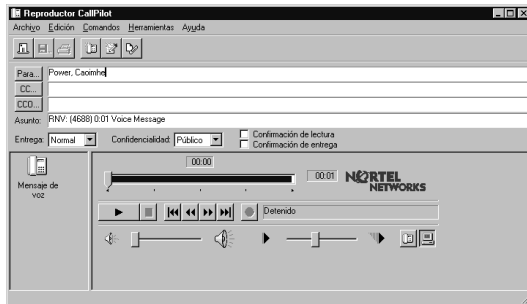 Reproductor CallPilot
Archivo Edición Comandos Herramientas Ayuda
Para... Power, Caoimhe
CC...
CCO...
Asunto: RNV: (4688) 0:01 Voice Message
Entrega: Normal Confidencialidad: Público Confirmación de lectura
Confirmación de entrega
00:00
00:01 NORTEL
NETWORKS
Mensaje de
voz
Detenido